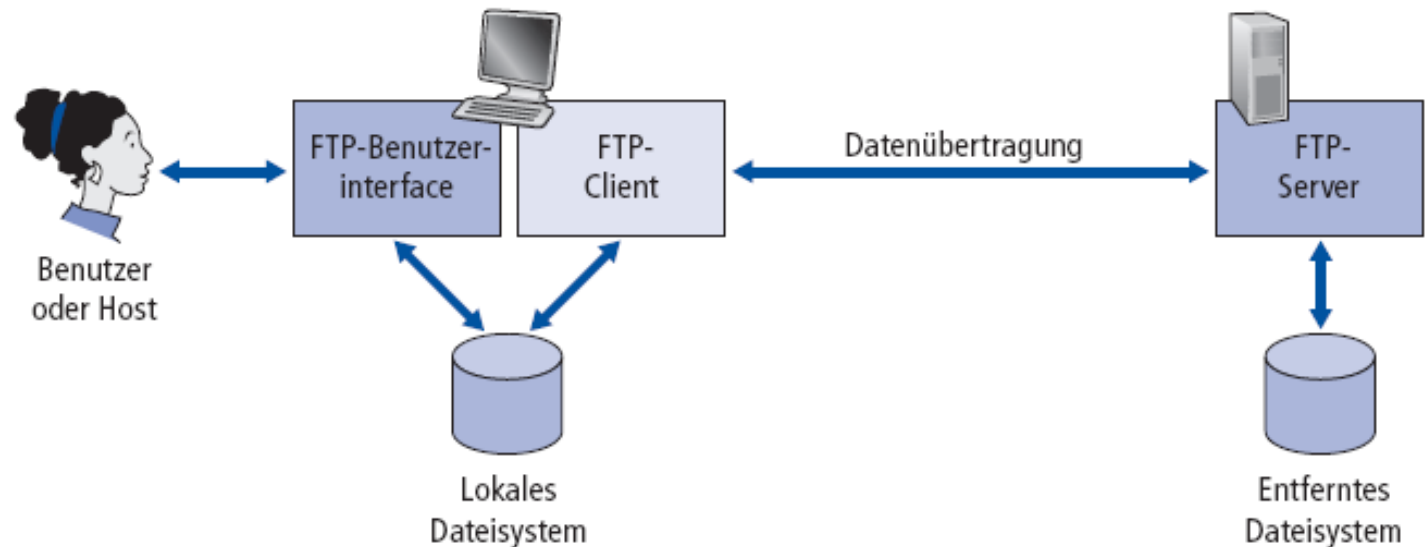 FTP-Benutzer-
interface
FTP-
Client
Datenübertragung
FTP-
Server
Benutzer
oder Host
Lokales
Dateisystem
Entferntes
Dateisystem